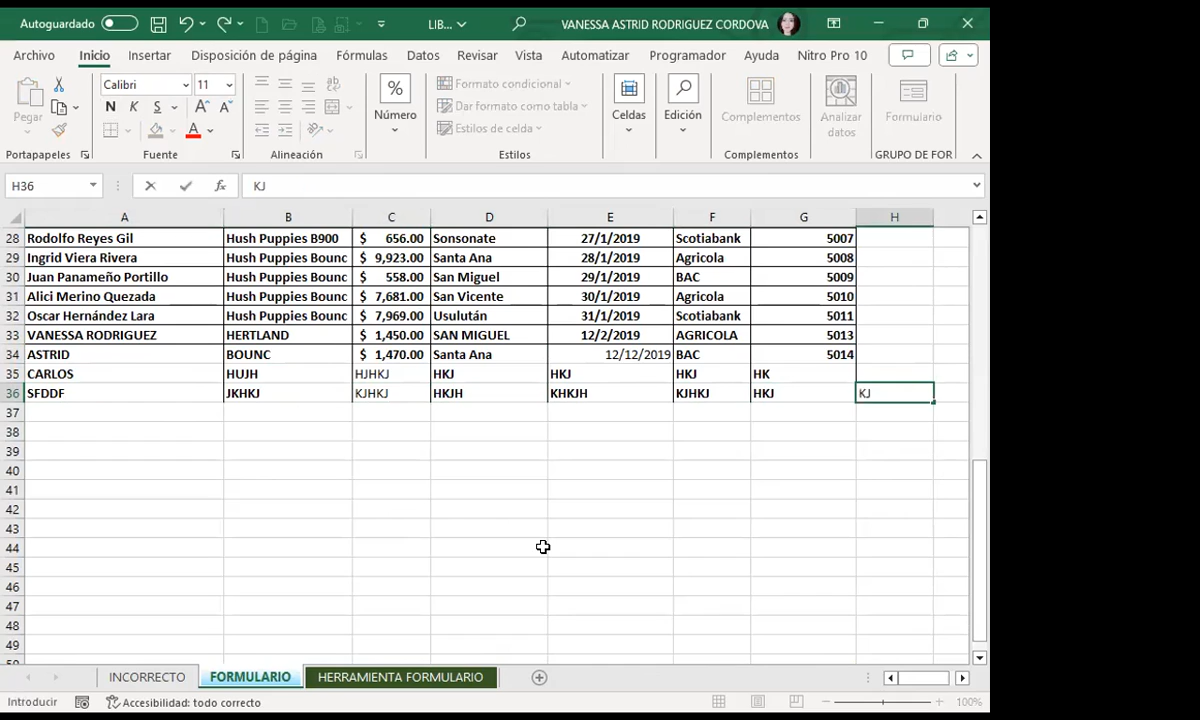 Autoguardado LIB... VANESSA ASTRID RODRIGUEZ CORDOVA
Archivo Inicio Insertar Disposición de página Fórmulas Datos Revisar Vista Automatizar Programador Ayuda Nitro Pro 10
Pegar Calibri 11 N K S A A A ab % Número Formato condicional Dar formato como tabla Estilos de celda Celdas Edición Complementos Analizar datos Formulario
Portapapeles Fuente Alineación Estilos Complementos GRUPO DE FOR
H36 fx KJ
A B C D E F G H
28 Rodolfo Reyes Gil Hush Puppies B900 $ 656.00 Sonsonate 27/1/2019 Scotiabank 5007
29 Ingrid Viera Rivera Hush Puppies Bounc $ 9,923.00 Santa Ana 28/1/2019 Agricola 5008
30 Juan Panameño Portillo Hush Puppies Bounc $ 558.00 San Miguel 29/1/2019 BAC 5009
31 Alici Merino Quezada Hush Puppies Bounc $ 7,681.00 San Vicente 30/1/2019 Agricola 5010
32 Oscar Hernández Lara Hush Puppies Bounc $ 7,969.00 Usulután 31/1/2019 Scotiabank 5011
33 VANESSA RODRIGUEZ HERTLAND $ 1,450.00 SAN MIGUEL 12/2/2019 AGRICOLA 5013
34 ASTRID BOUNC $ 1,470.00 Santa Ana 12/12/2019 BAC 5014
35 CARLOS HUJH HJHKJ HKJ HKJ HKJ HK
36 SFDDF JKHKJ KJHKJ HKJH KHKJH KJHKJ HKJ KJ
37
38
39
40
41
42
43
44
45
46
47
48
49
INCORRECTO FORMULARIO HERRAMIENTA FORMULARIO
Introducir Accesibilidad: todo correcto 100%